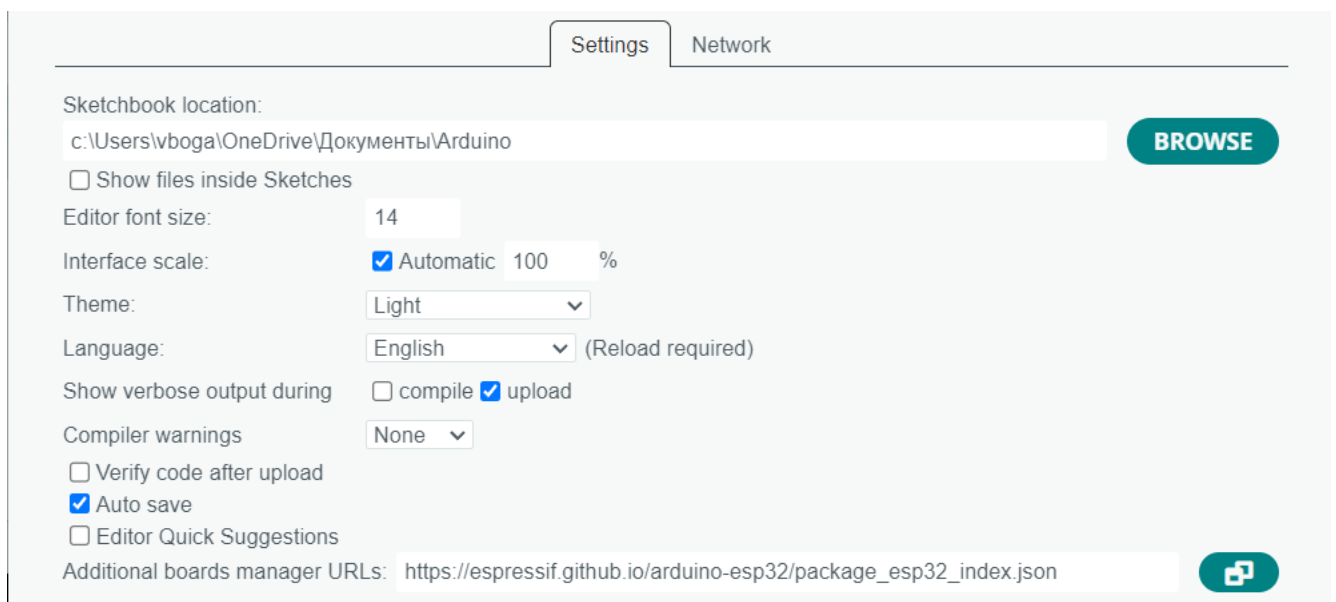 Settings Network
Sketchbook location:
c:\Users\vboga\OneDrive\Документы\Arduino
BROWSE
Show files inside Sketches
Editor font size: 14
Interface scale: Automatic 100 %
Theme: Light
Language: English (Reload required)
Show verbose output during compile upload
Compiler warnings None
Verify code after upload
Auto save
Editor Quick Suggestions
Additional boards manager URLs: https://espressif.github.io/arduino-esp32/package_esp32_index.json